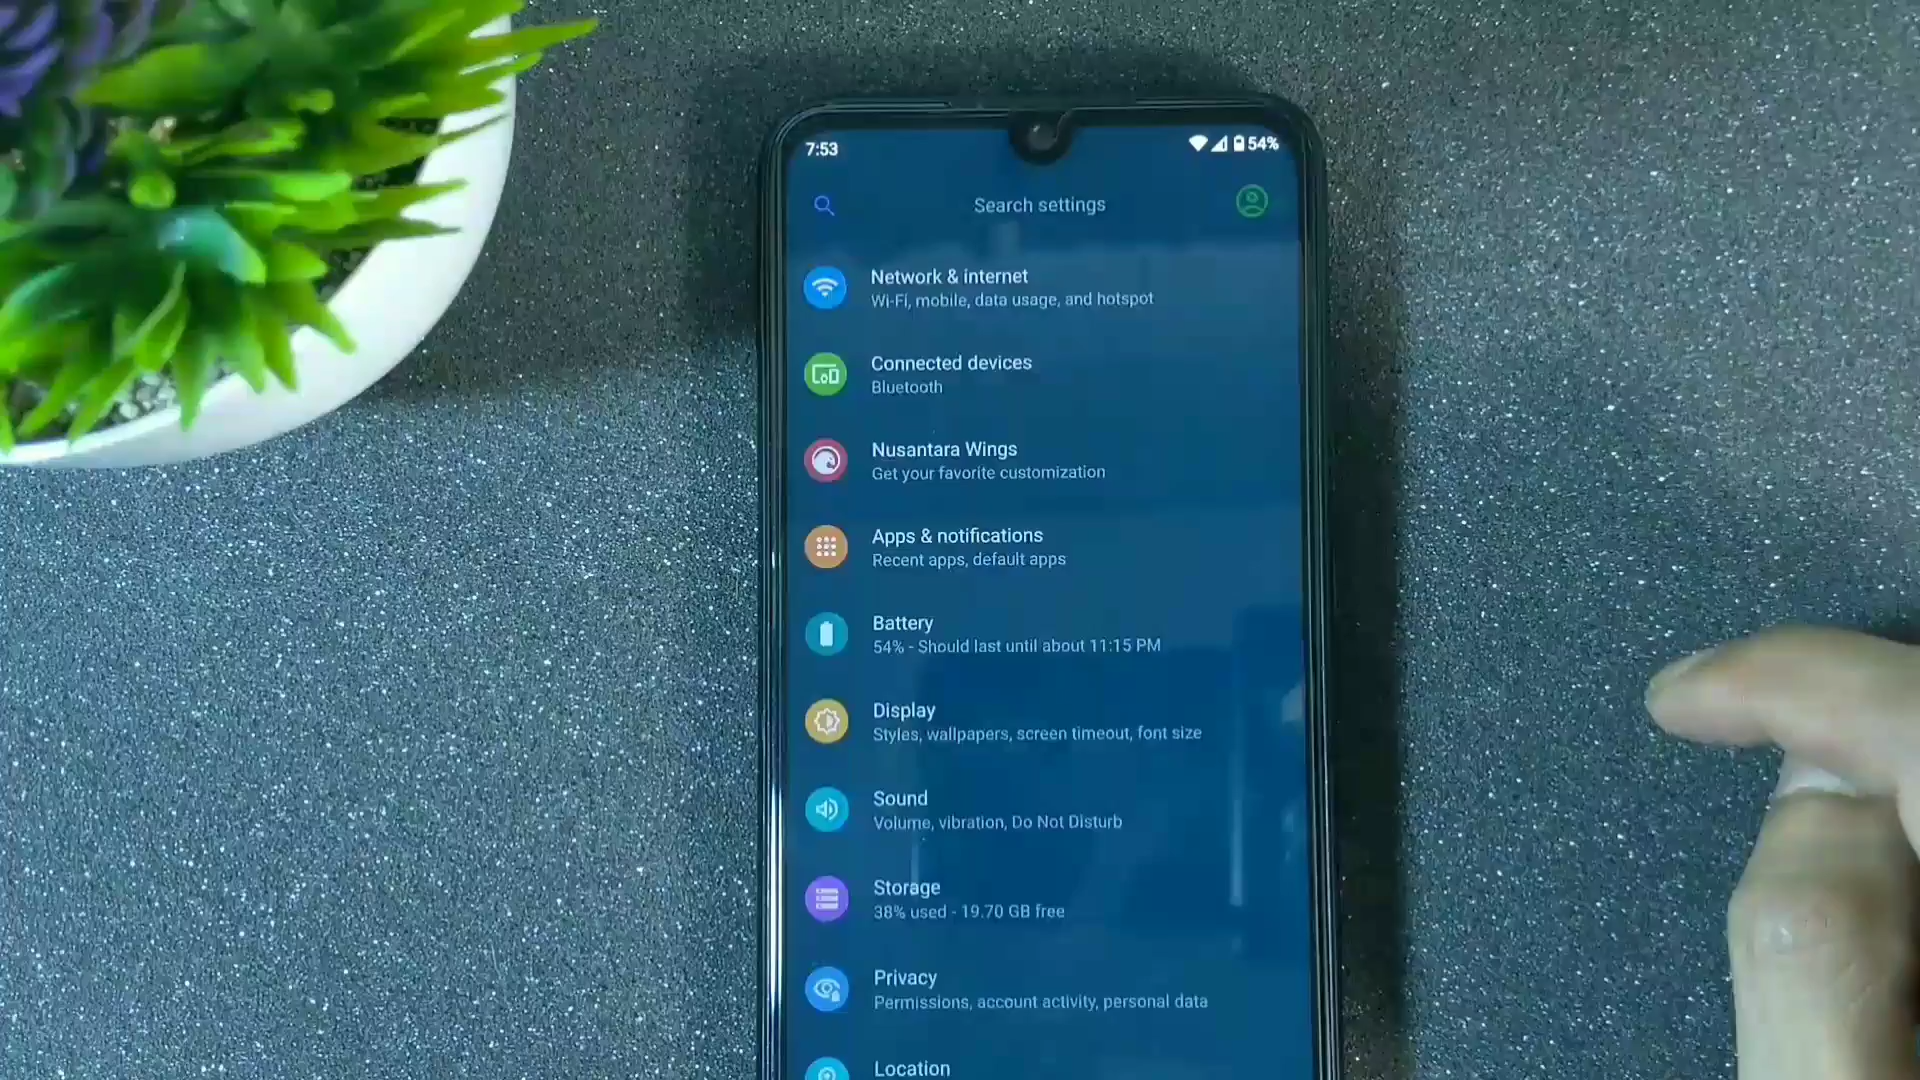 7:53
54%
Search settings
Network & internet
Wi-Fi, mobile, data usage, and hotspot
Connected devices
Bluetooth
Nusantara Wings
Get your favorite customization
Apps & notifications
Recent apps, default apps
Battery
54% - Should last until about 11:15 PM
Display
Styles, wallpapers, screen timeout, font size
Sound
Volume, vibration, Do Not Disturb
Storage
38% used - 19.70 GB free
Privacy
Permissions, account activity, personal data
Location